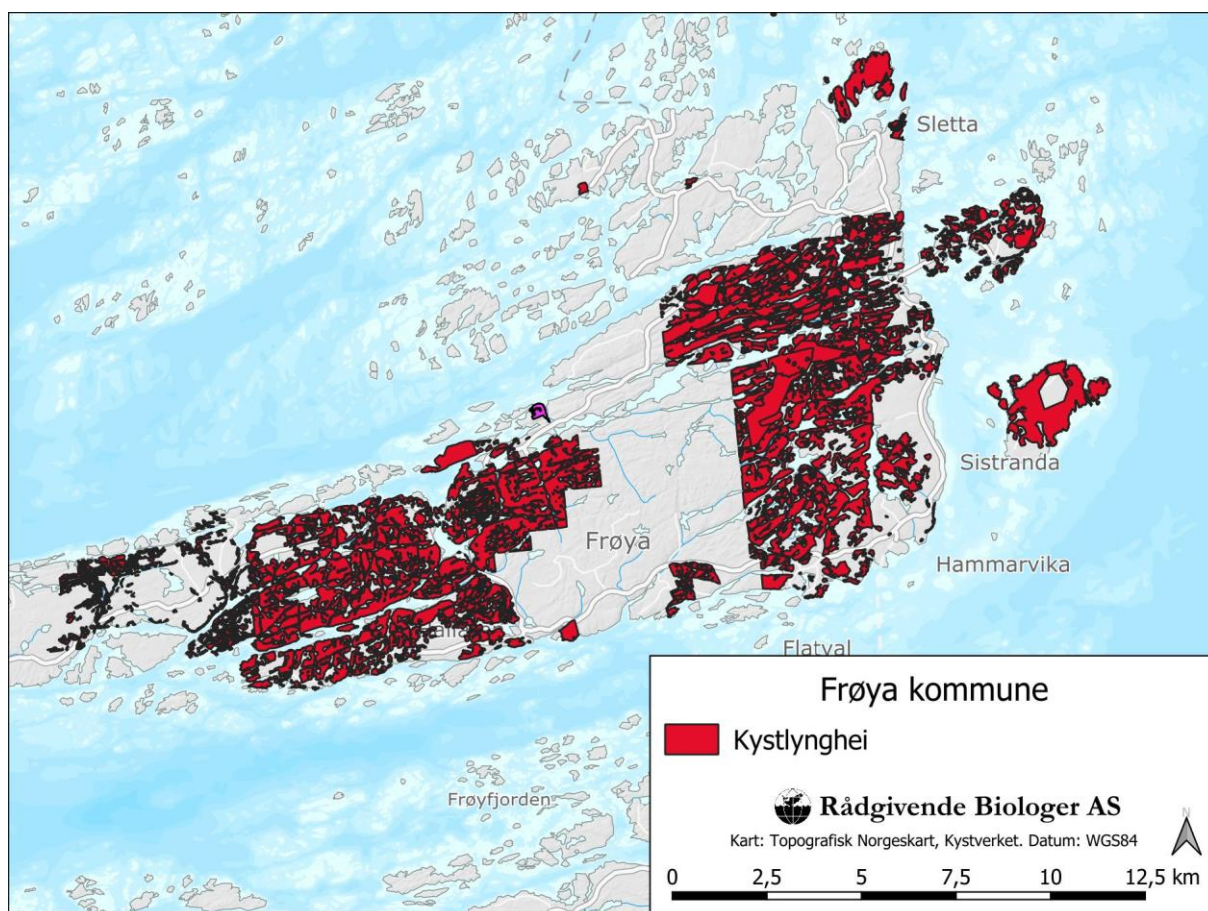 Sletta
Sistranda
Frøya
Hammarvika
Flatval
Frøya kommune
Kystlynghei
Frøyfjorden
Rådgivende Biologer AS
Kart: Topografisk Norgeskart, Kystverket. Datum: WGS84
N
0 2,5 5 7,5 10 12,5 km